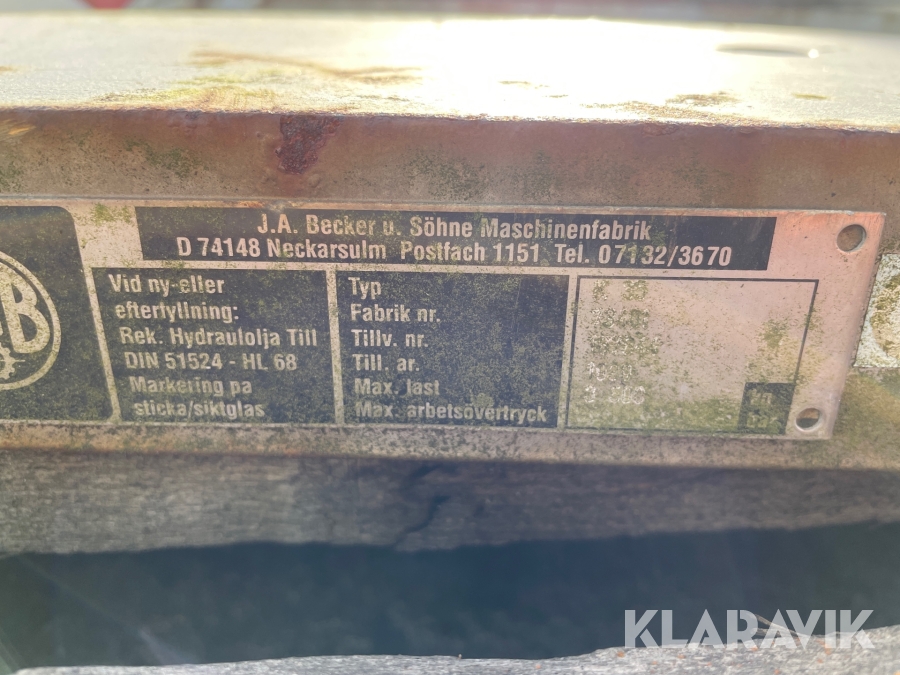 J.A. Becker u. Söhne Maschinenfabrik
D 74148 Neckarsulm Postfach 1151 Tel. 07132/3670
Vid ny-eller
efterfyllning:
Rek. Hydraulolja Till
DIN 51524 - HL 68
Markering pa
sticka/siktglas
Typ
Fabrik nr.
Tillv. nr.
Till. ar.
Max. last
Max. arbetsövertryck
B
KLARAVIK